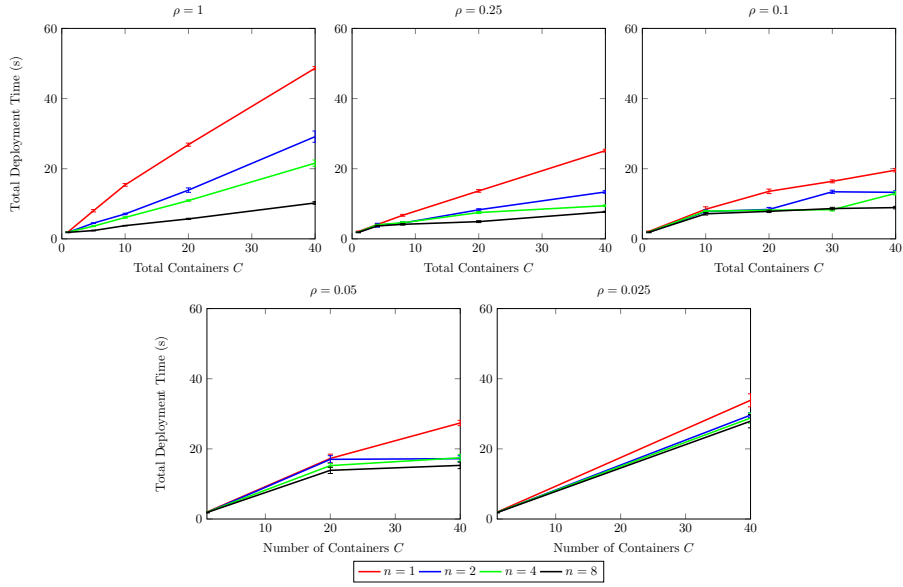 ρ = 1
ρ = 0.25
ρ = 0.1
Total Deployment Time (s)
60
40
20
0
0 10 20 30 40
Total Containers C
60
40
20
0
0 10 20 30 40
Total Containers C
60
40
20
0
0 10 20 30 40
Total Containers C
ρ = 0.05
ρ = 0.025
Total Deployment Time (s)
60
40
20
0
10 20 30 40
Number of Containers C
60
40
20
0
10 20 30 40
Number of Containers C
n = 1 n = 2 n = 4 n = 8